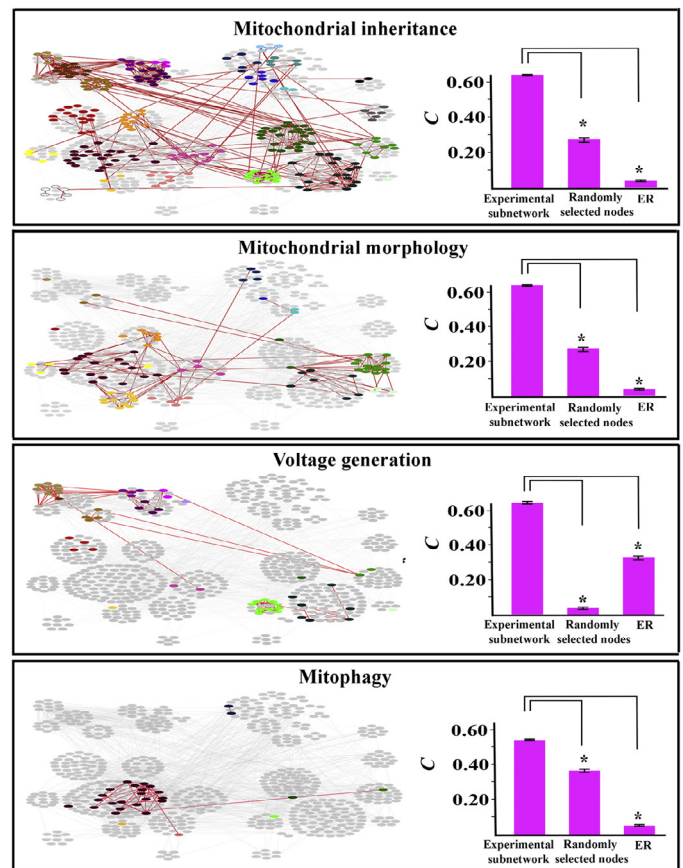 Mitochondrial inheritance
C
0.60
0.20
*
*
Experimental
subnetwork
Randomly
selected nodes
ER
Mitochondrial morphology
C
0.60
0.40
0.20
*
*
Experimental
subnetwork
Randomly
selected nodes
ER
Voltage generation
C
0.60
0.40
0.20
*
*
Experimental
subnetwork
Randomly
selected nodes
ER
Mitophagy
C
0.60
0.40
0.20
*
*
Experimental
subnetwork
Randomly
selected nodes
ER